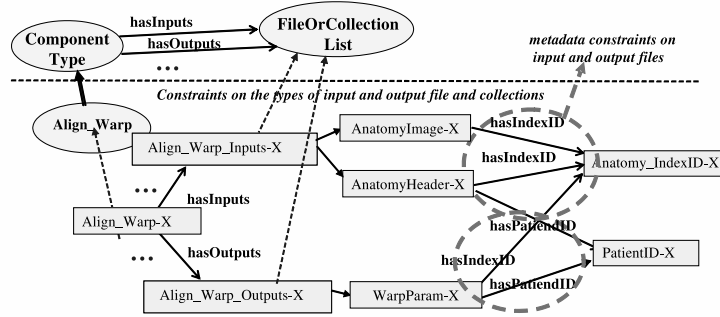 hasInputs
FileOrCollection
List
Component
Type
hasOutputs
...
metadata constraints on
input and output files
Constraints on the types of input and output file and collections
Align_Warp
Align_Warp_Inputs-X
AnatomyImage-X
hasIndexID
hasIndexID
Anatomy_IndexID-X
AnatomyHeader-X
...
hasInputs
Align_Warp-X
hasPatientID
hasOutputs
...
hasIndexID
PatientID-X
hasPatientID
Align_Warp_Outputs-X
WarpParam-X